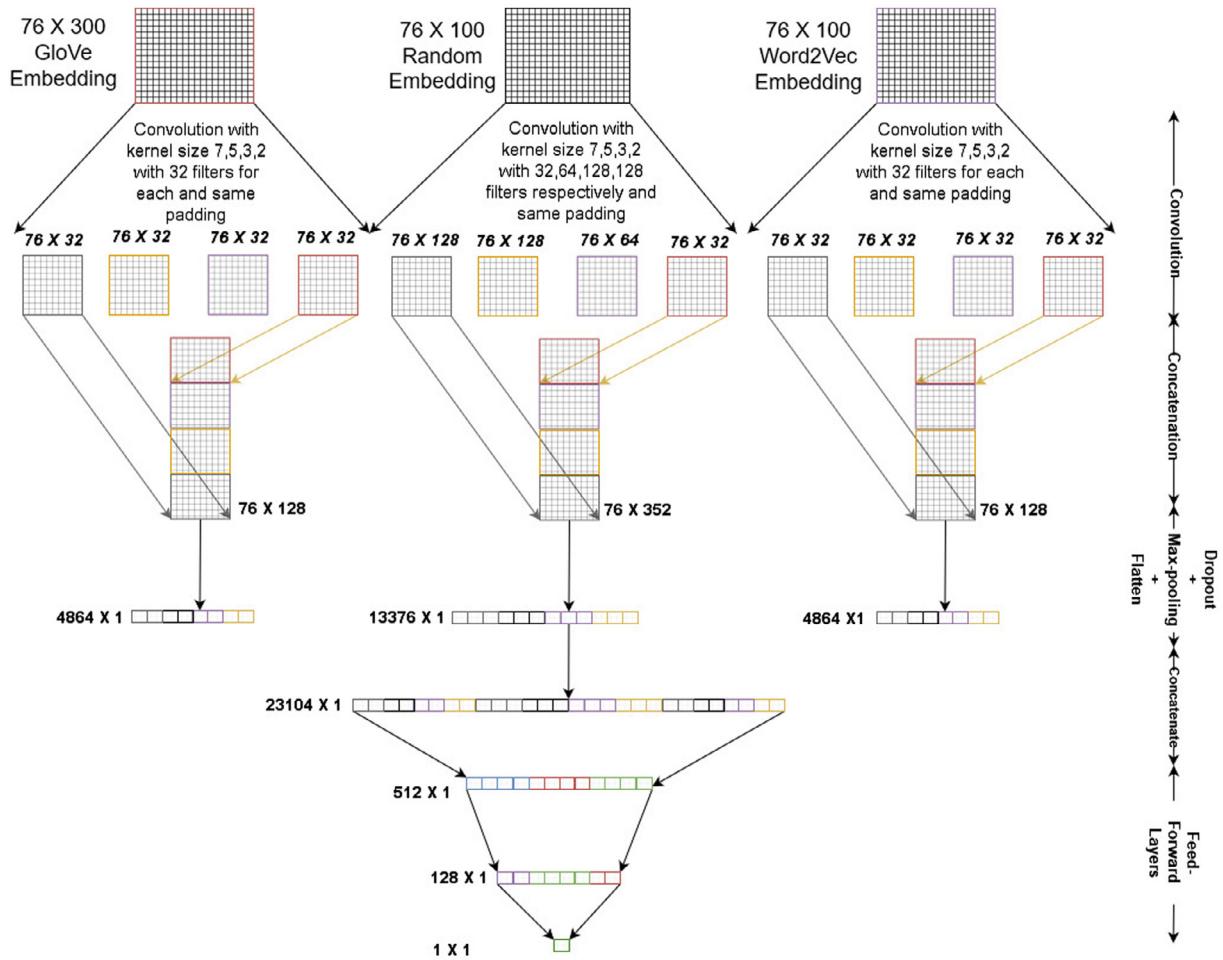 76 X 300
GloVe
Embedding
76 X 100
Random
Embedding
76 X 100
Word2Vec
Embedding
Convolution with
kernel size 7,5,3,2
with 32 filters for
each and same
padding
Convolution with
kernel size 7,5,3,2
with 32,64,128,128
filters respectively and
same padding
Convolution with
kernel size 7,5,3,2
with 32 filters for each
and same padding
76 X 32
76 X 32
76 X 32
76 X 32
76 X 128
76 X 128
76 X 64
76 X 32
76 X 32
76 X 32
76 X 32
76 X 32
Convolution
Concatenation
76 X 128
76 X 352
76 X 128
Dropout
+
Max-pooling
+
Flatten
4864 X 1
13376 X 1
4864 X1
Concatenate
23104 X 1
512 X 1
Feed-
Forward
Layers
128 X 1
1 X 1